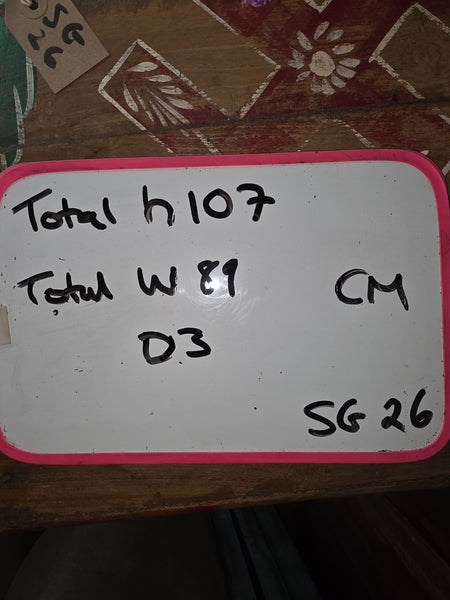 SG
26
Total h 107
Total W 89
CM
D3
SG 26